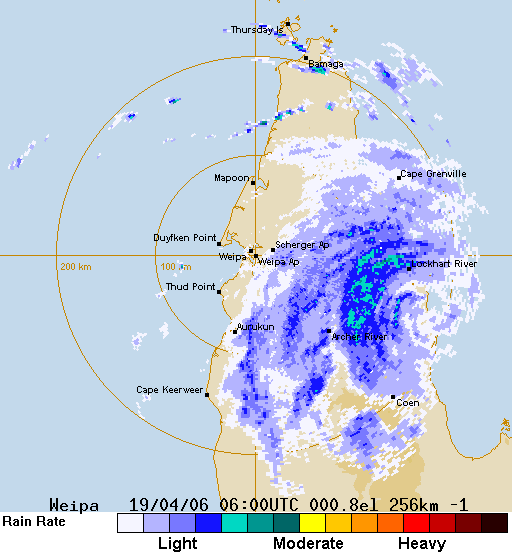 Thursday Is
Bamaga
Mapoon
Cape Grenville
Duyfken Point
Scherger Ap
Weipa
Weipa Ap
Lockhart River
200 km
100 km
Thud Point
Aurukun
Archer River
Cape Keerweer
Coen
Weipa 19/04/06 06:00UTC 000.8el 256km -1
Rain Rate
Light Moderate Heavy